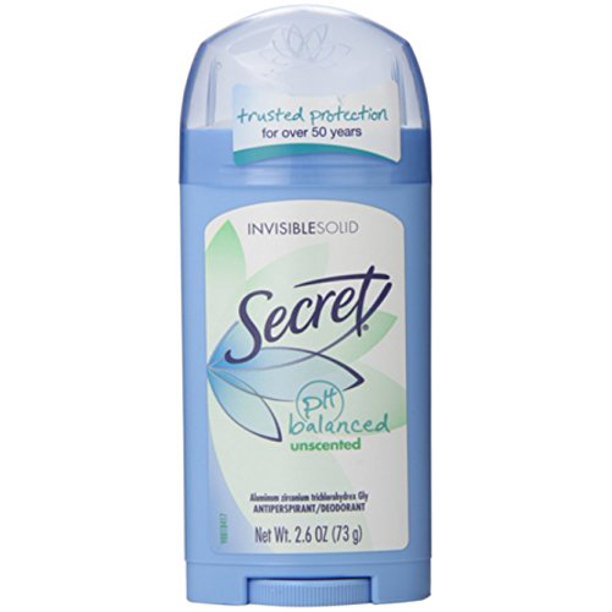 trusted protection
for over 50 years
INVISIBLESOLID
Secret®
pH
balanced
unscented
Aluminum zirconium trichlorohydrex Gly
ANTIPERSPIRANT/DEODORANT
Net Wt. 2.6 OZ (73 g)